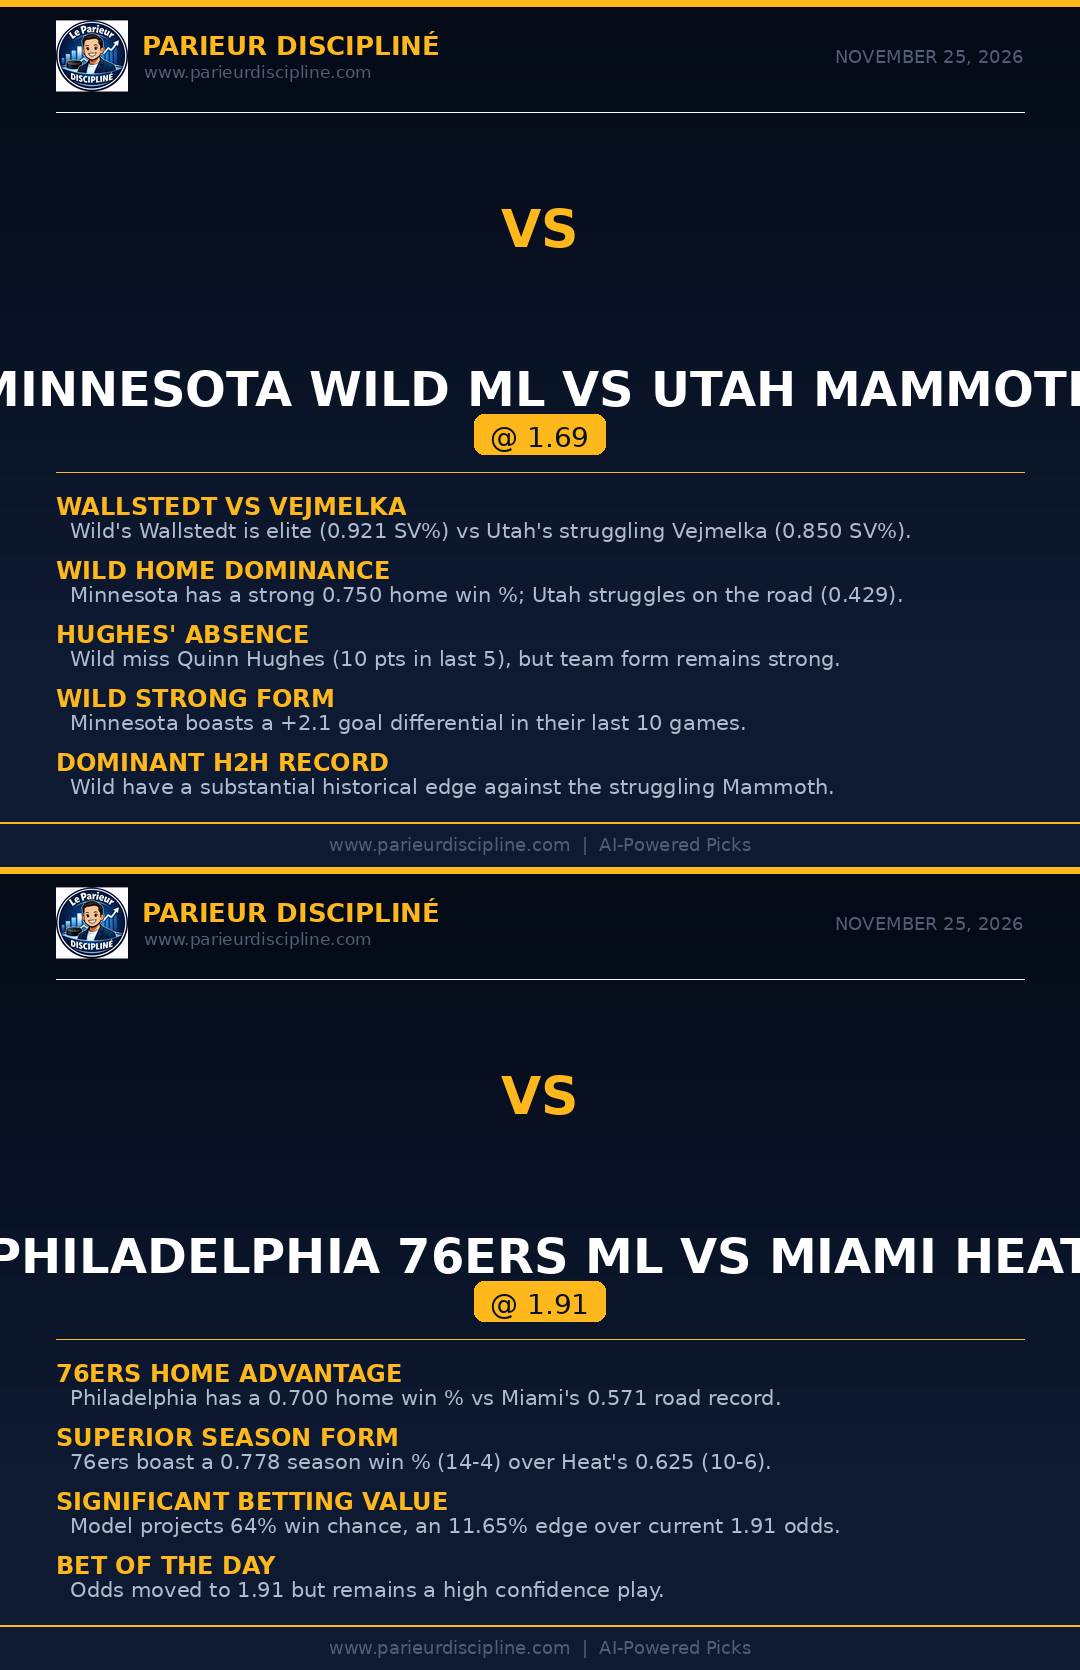 Le Parieur
DISCIPLINÉ
PARIEUR DISCIPLINÉ
www.parieurdiscipline.com
NOVEMBER 25, 2026
VS
MINNESOTA WILD ML VS UTAH MAMMOTH
@ 1.69
WALLSTEDT VS VEJMELKA
Wild's Wallstedt is elite (0.921 SV%) vs Utah's struggling Vejmelka (0.850 SV%).
WILD HOME DOMINANCE
Minnesota has a strong 0.750 home win %; Utah struggles on the road (0.429).
HUGHES' ABSENCE
Wild miss Quinn Hughes (10 pts in last 5), but team form remains strong.
WILD STRONG FORM
Minnesota boasts a +2.1 goal differential in their last 10 games.
DOMINANT H2H RECORD
Wild have a substantial historical edge against the struggling Mammoth.
www.parieurdiscipline.com | AI-Powered Picks
Le Parieur
DISCIPLINÉ
PARIEUR DISCIPLINÉ
www.parieurdiscipline.com
NOVEMBER 25, 2026
VS
PHILADELPHIA 76ERS ML VS MIAMI HEAT
@ 1.91
76ERS HOME ADVANTAGE
Philadelphia has a 0.700 home win % vs Miami's 0.571 road record.
SUPERIOR SEASON FORM
76ers boast a 0.778 season win % (14-4) over Heat's 0.625 (10-6).
SIGNIFICANT BETTING VALUE
Model projects 64% win chance, an 11.65% edge over current 1.91 odds.
BET OF THE DAY
Odds moved to 1.91 but remains a high confidence play.
www.parieurdiscipline.com | AI-Powered Picks